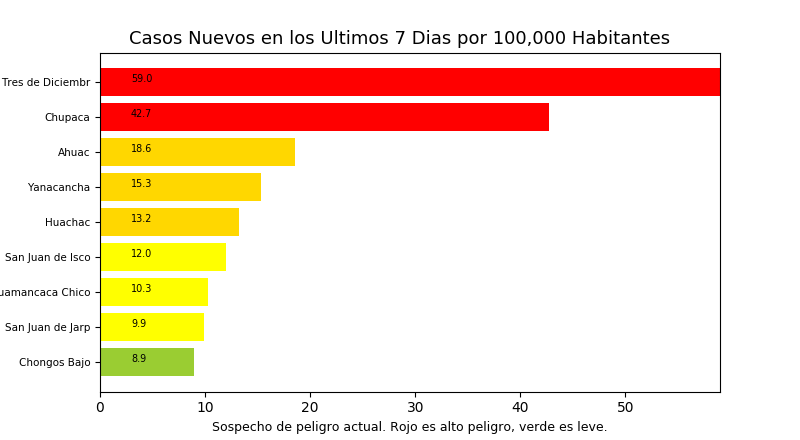 Casos Nuevos en los Ultimos 7 Dias por 100,000 Habitantes
Tres de Diciembr 59.0
Chupaca 42.7
Ahuac 18.6
Yanacancha 15.3
Huachac 13.2
San Juan de Isco 12.0
uamancaca Chico 10.3
San Juan de Jarp 9.9
Chongos Bajo 8.9
0 10 20 30 40 50
Sospecho de peligro actual. Rojo es alto peligro, verde es leve.